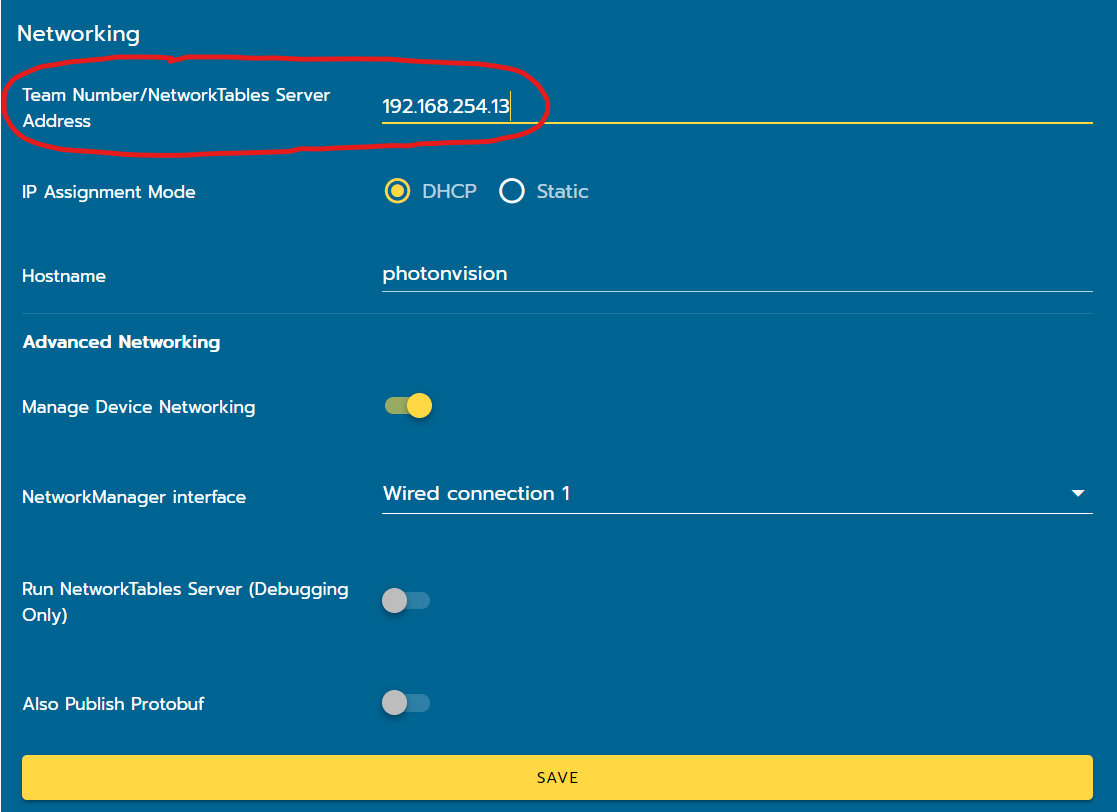 Networking
Team Number/NetworkTables Server
Address
192.168.254.13
IP Assignment Mode
DHCP
Static
Hostname
photonvision
Advanced Networking
Manage Device Networking
NetworkManager interface
Wired connection 1
Run NetworkTables Server (Debugging
Only)
Also Publish Protobuf
SAVE